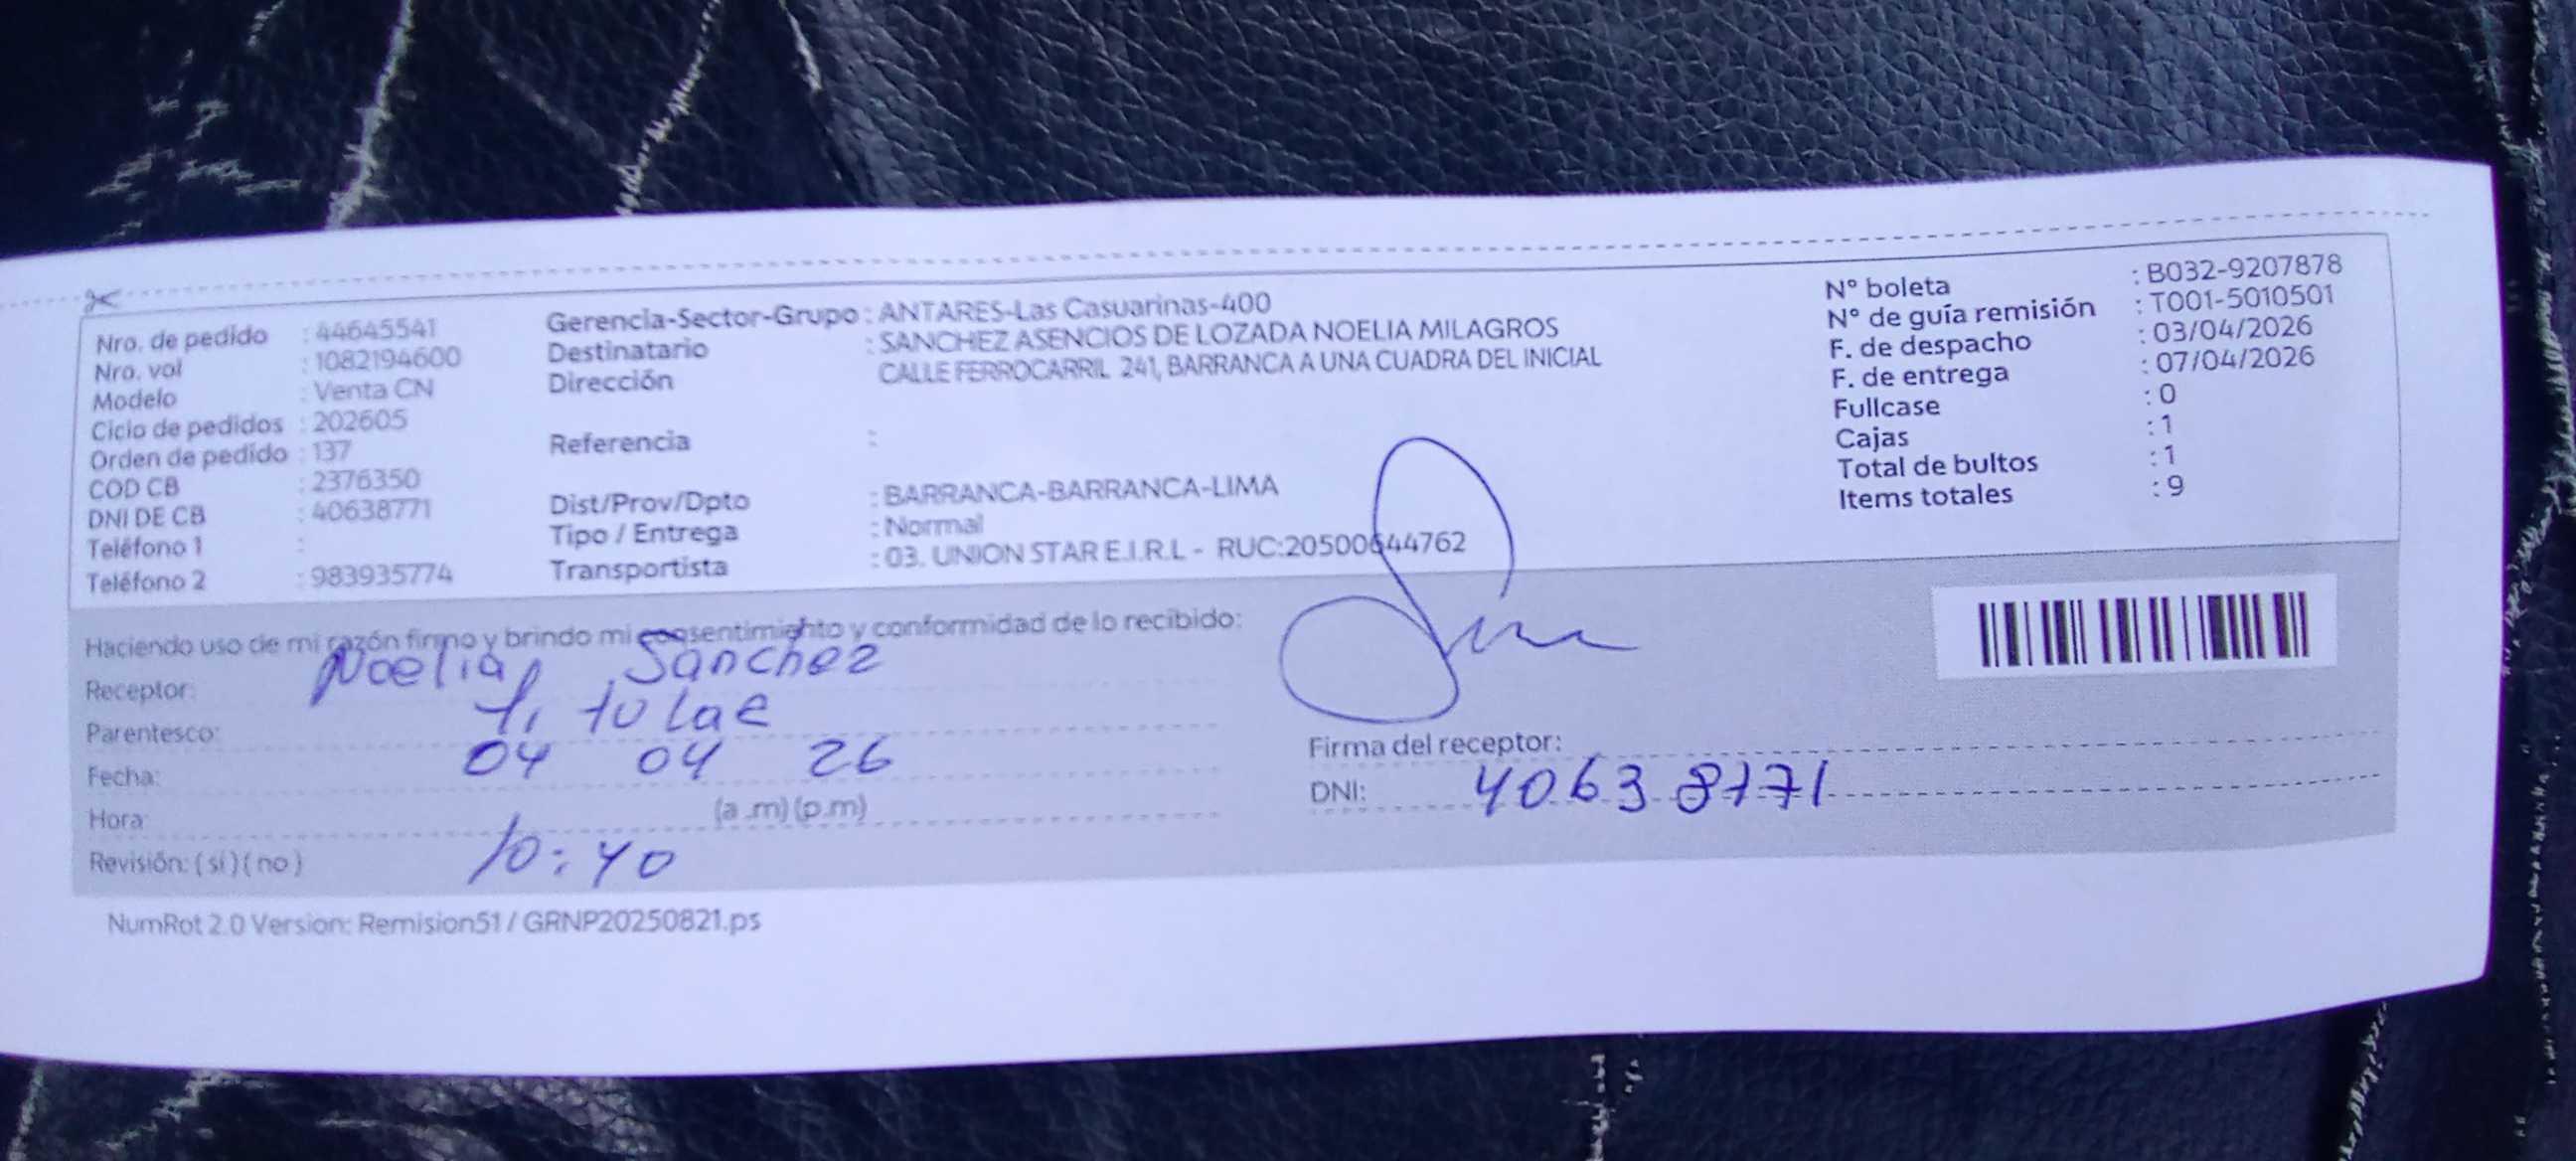 Nro. de pedido : 44645541
Nro. vol : 1082194600
Modelo : Venta CN
Ciclo de pedidos : 202605
Orden de pedido : 137
COD CB : 2376350
DNI DE CB : 40638771
Teléfono 1 :
Teléfono 2 : 983935774
Gerencia-Sector-Grupo : ANTARES-Las Casuarinas-400
Destinatario : SANCHEZ ASENCIOS DE LOZADA NOELIA MILAGROS
Dirección CALLE FERROCARRIL 241, BARRANCA A UNA CUADRA DEL INICIAL
Referencia :
Dist/Prov/Dpto : BARRANCA-BARRANCA-LIMA
Tipo / Entrega : Normal
Transportista : 03. UNION STAR E.I.R.L - RUC:20500644762
N° boleta : B032-9207878
N° de guía remisión : T001-5010501
F. de despacho : 03/04/2026
F. de entrega : 07/04/2026
Fullcase : 0
Cajas : 1
Total de bultos : 1
Items totales : 9
Haciendo uso de mi razón firmo y brindo mi consentimiento y conformidad de lo recibido:
Receptor: Noelia Sanchez
Parentesco: Titular
Fecha: 04 04 26
Hora: (a .m) (p.m)
Revisión: ( sí ) ( no ) 10:40
Firma del receptor:
DNI: 40638771
NumRot 2.0 Version: Remision51 / GRNP20250821.ps